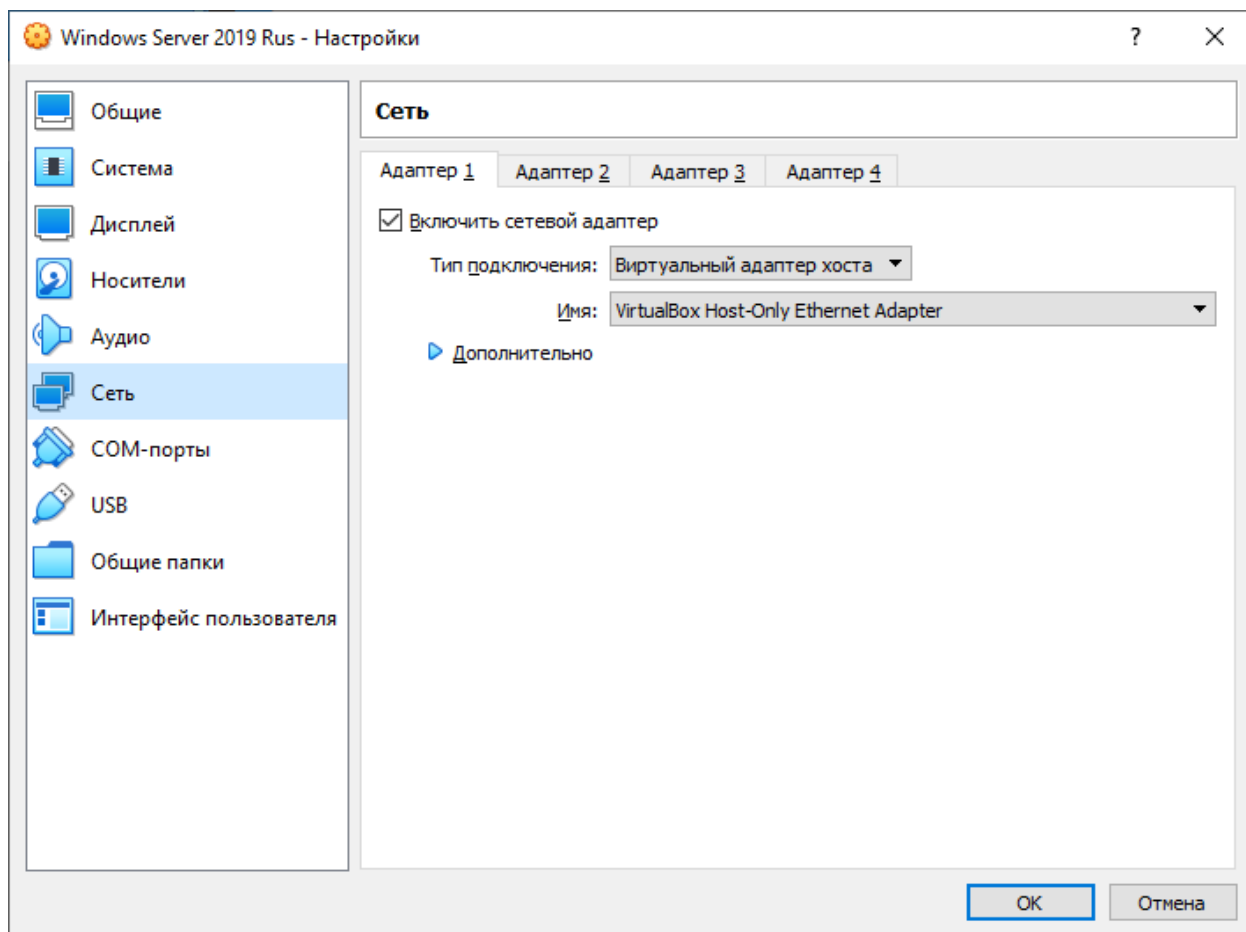 Windows Server 2019 Rus - Настройки ?
Общие
Система
Дисплей
Носители
Аудио
Сеть
COM-порты
USB
Общие папки
Интерфейс пользователя
Сеть
Адаптер 1 Адаптер 2 Адаптер 3 Адаптер 4
Включить сетевой адаптер
Тип подключения: Виртуальный адаптер хоста
Имя: VirtualBox Host-Only Ethernet Adapter
Дополнительно
OK Отмена